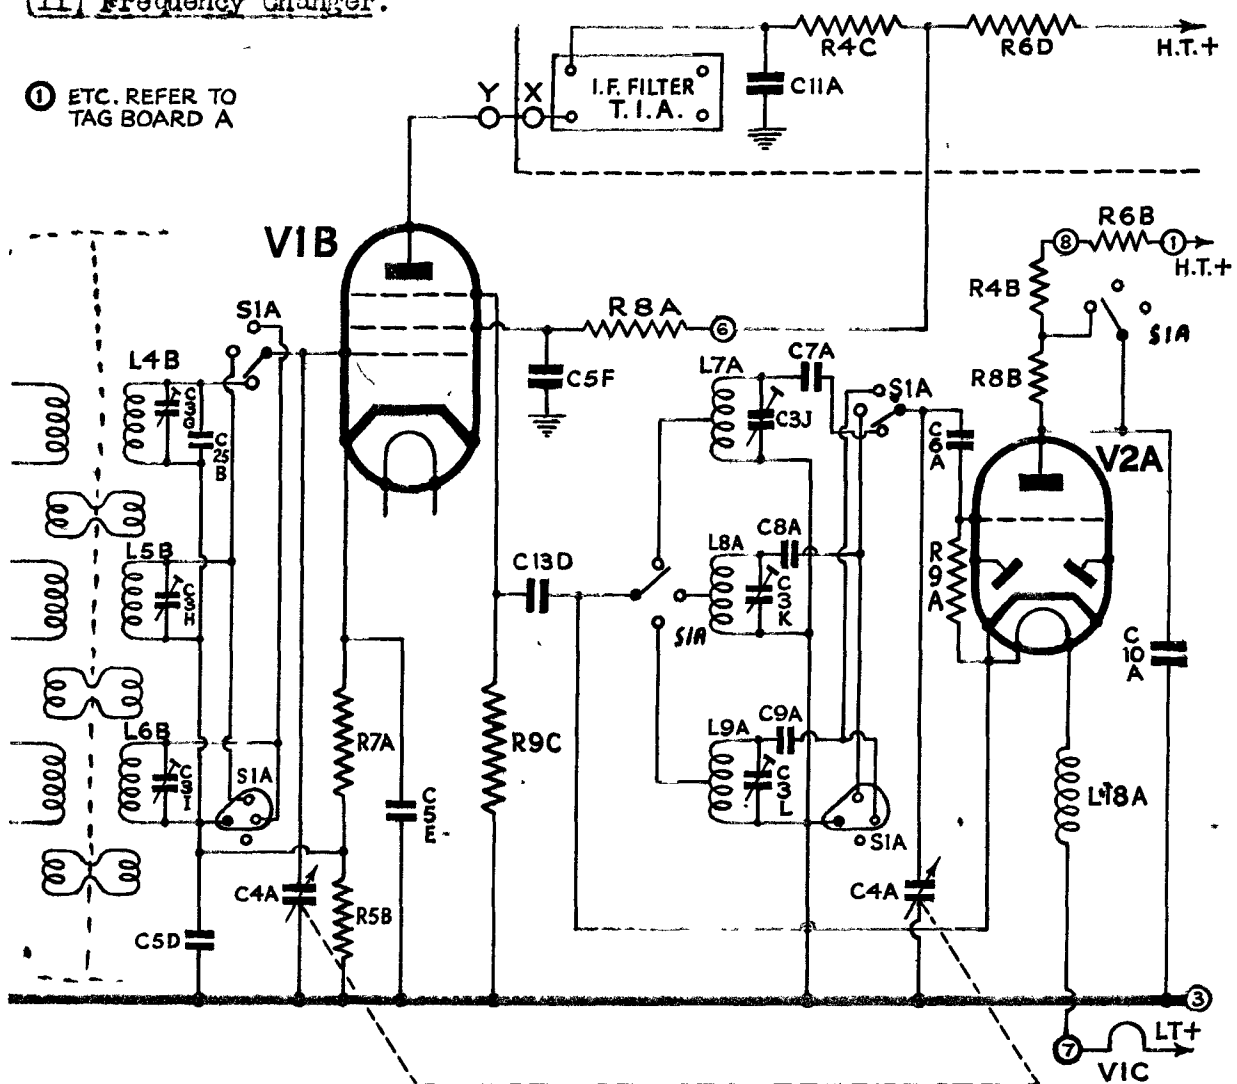 (II) Frequency Changer.
① ETC. REFER TO
TAG BOARD A
Y X
I.F. FILTER
T.I.A.
C11A
R4C
R6D
H.T.+
V1B
S1A
R8A
⑥
C5F
L4B
C3G
C25B
L5B
C3H
L6B
C3I
S1A
C4A
C5D
R7A
R5B
C5E
R9C
C13D
S1A
L7A
C7A
C3J
S1A
L8A
C8A
C3K
L9A
C9A
C3L
S1A
C4A
C6A
R9A
V2A
R6B
⑧
①
H.T.+
R4B
S1A
R8B
C10A
L18A
③
⑦
LT+
V1C